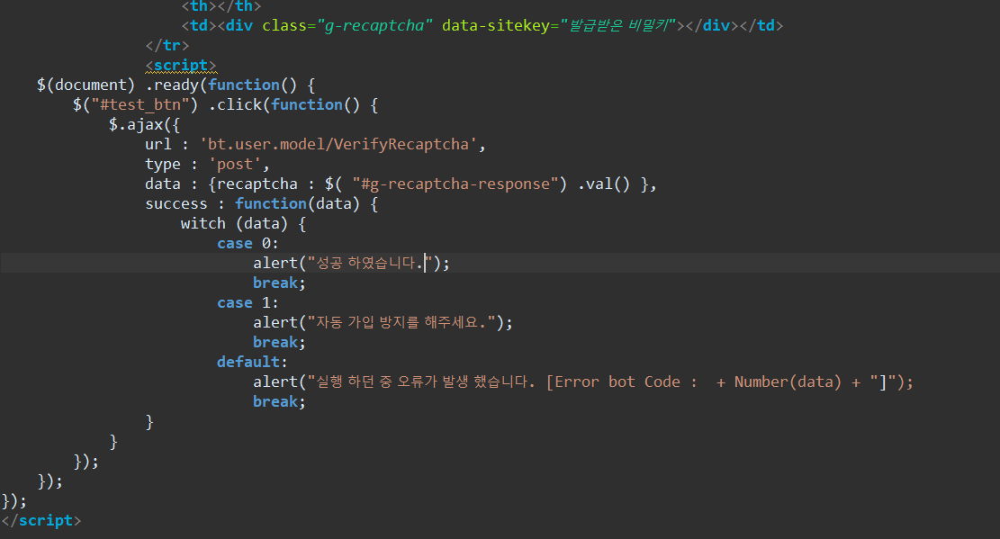 <th></th>
<td><div class="g-recaptcha" data-sitekey="발급받은 비밀키"></div></td>
</tr>
<script>
$(document) .ready(function() {
$("#test_btn") .click(function() {
$.ajax({
url : 'bt.user.model/VerifyRecaptcha',
type : 'post',
data : {recaptcha : $( "#g-recaptcha-response") .val() },
success : function(data) {
witch (data) {
case 0:
alert("성공 하였습니다.");
break;
case 1:
alert("자동 가입 방지를 해주세요.");
break;
default:
alert("실행 하던 중 오류가 발생 했습니다. [Error bot Code :  + Number(data) + "]");
break;
}
}
});
});
});
</script>